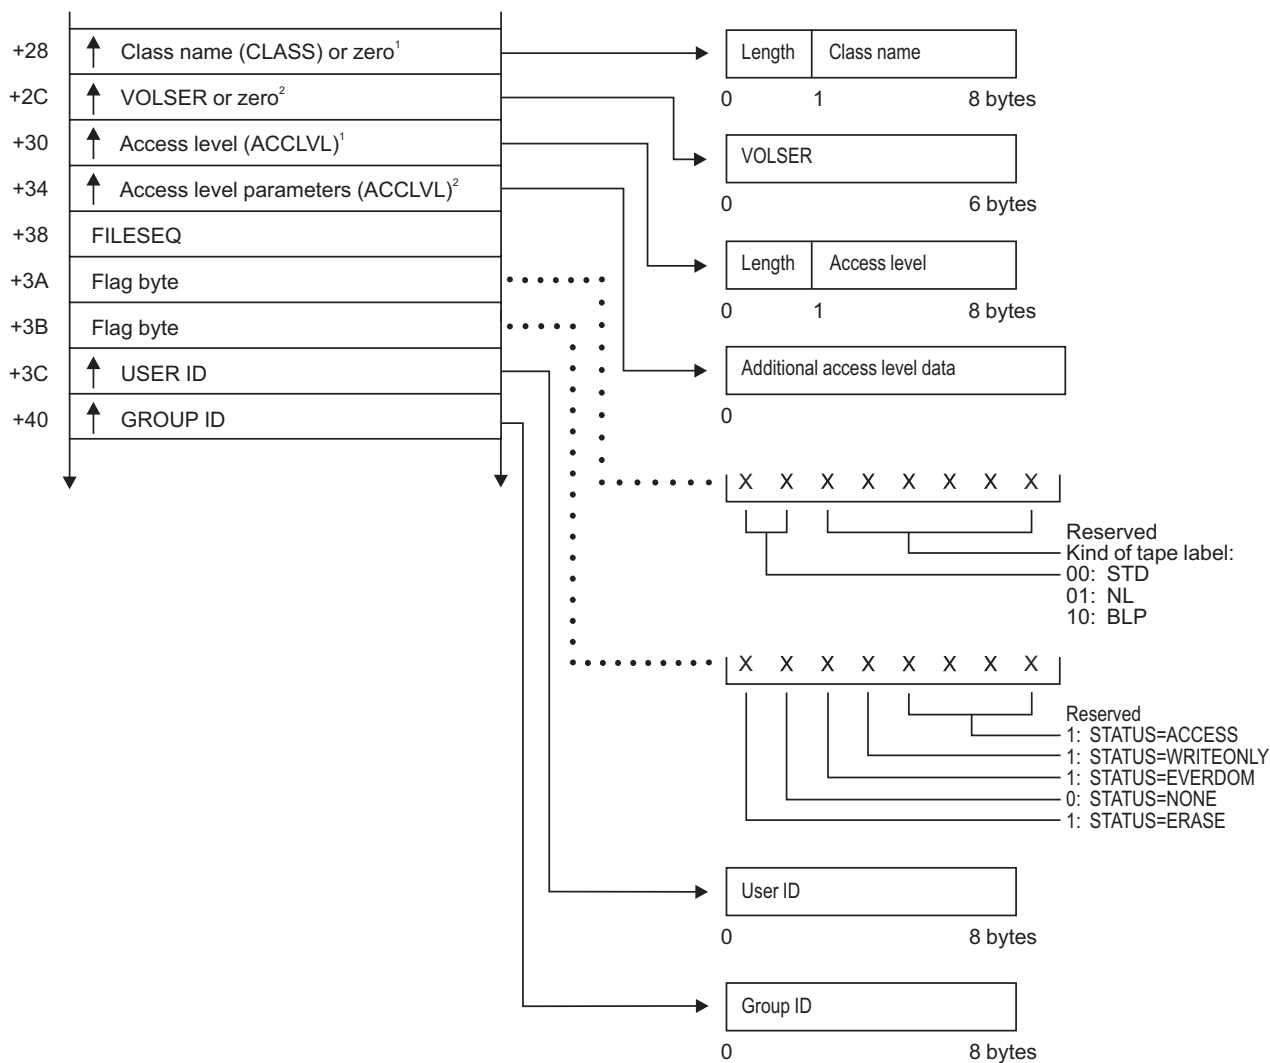 +28 Class name (CLASS) or zero¹
+2C VOLSER or zero²
+30 Access level (ACCLVL)¹
+34 Access level parameters (ACCLVL)²
+38 FILESEQ
+3A Flag byte
+3B Flag byte
+3C USER ID
+40 GROUP ID
Length Class name
0 1 8 bytes
VOLSER
0 6 bytes
Length Access level
0 1 8 bytes
Additional access level data
0
X X X X X X X X
Reserved
Kind of tape label:
00: STD
01: NL
10: BLP
X X X X X X X X
Reserved
1: STATUS=ACCESS
1: STATUS=WRITEONLY
1: STATUS=EVERDOM
0: STATUS=NONE
1: STATUS=ERASE
User ID
0 8 bytes
Group ID
0 8 bytes